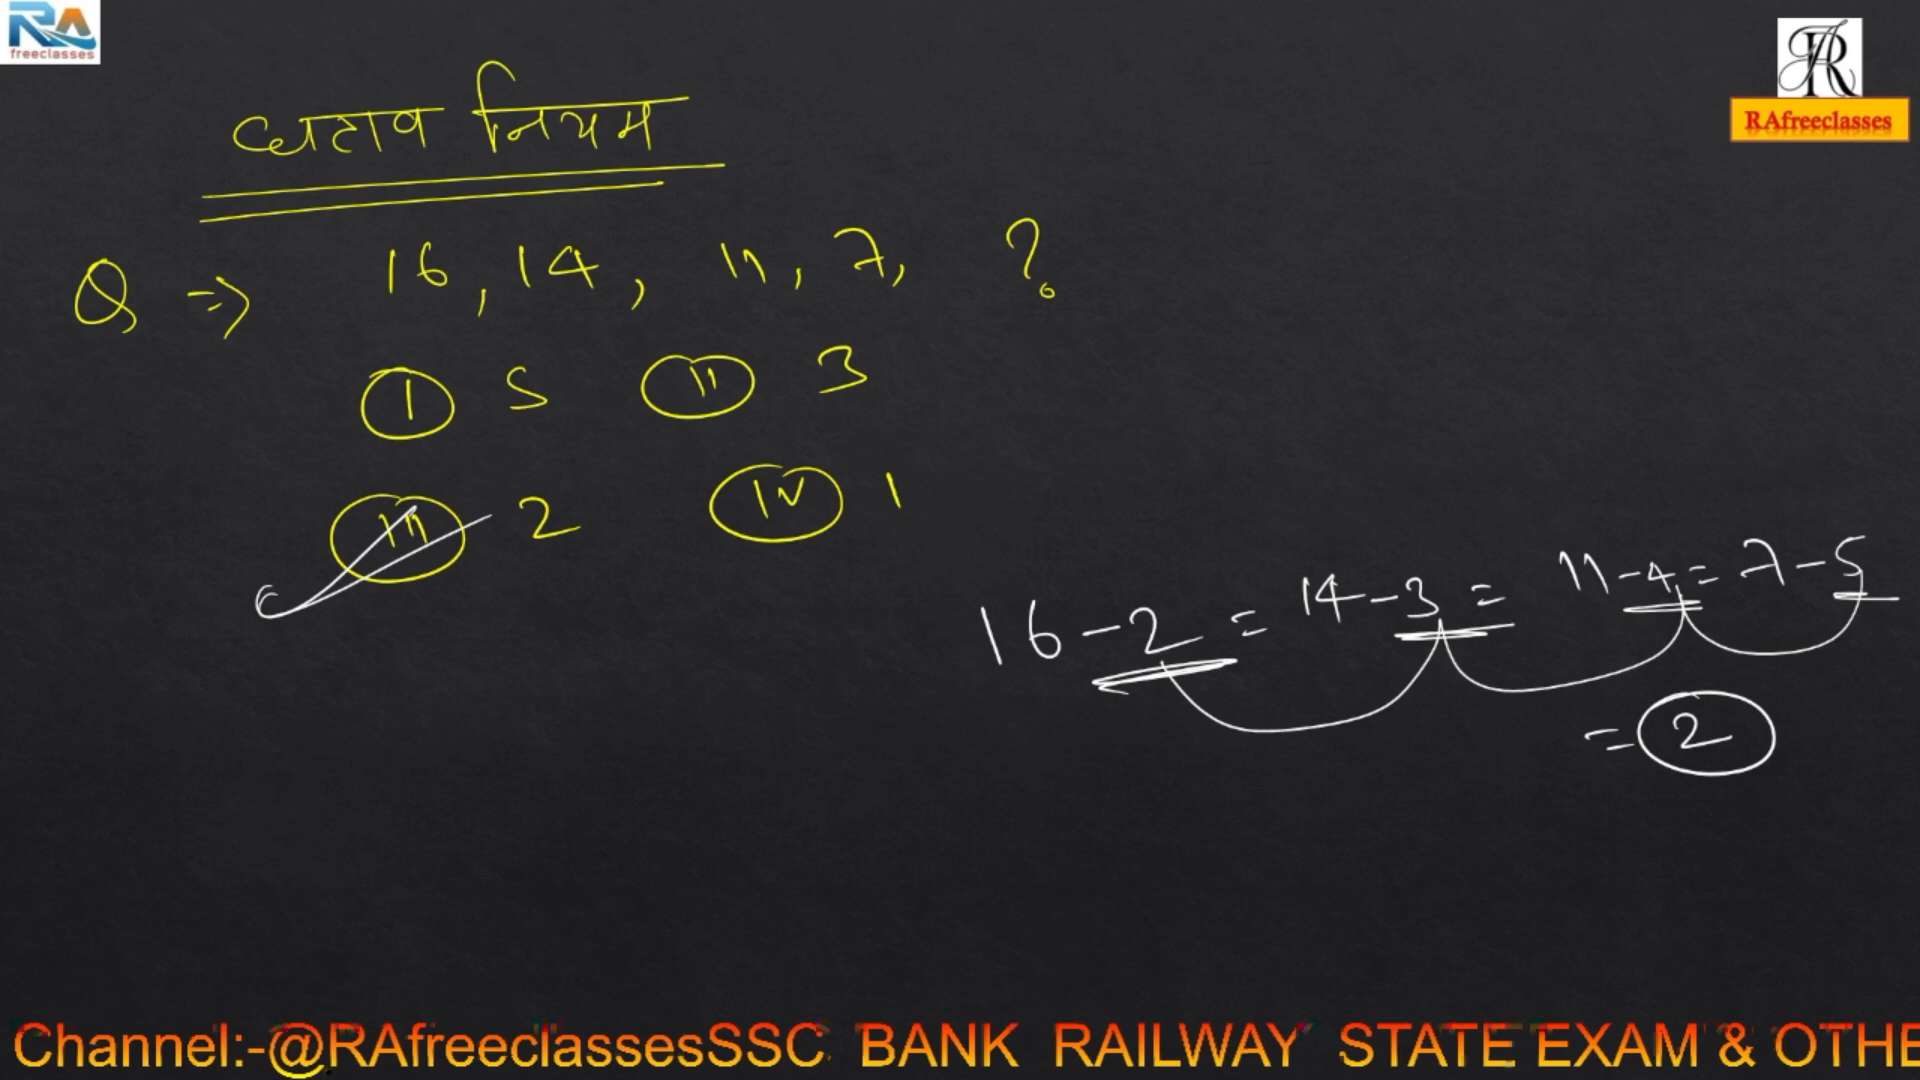 RA
freeclasses
R
RAfreeclasses
घटाव नियम
Q ⇒ 16, 14, 11, 7, ?
I 5 II 3
III 2 IV 1
16-2 = 14-3 = 11-4 = 7-5
= 2
Channel:-@RAfreeclassesSSC BANK RAILWAY STATE EXAM & OTHE